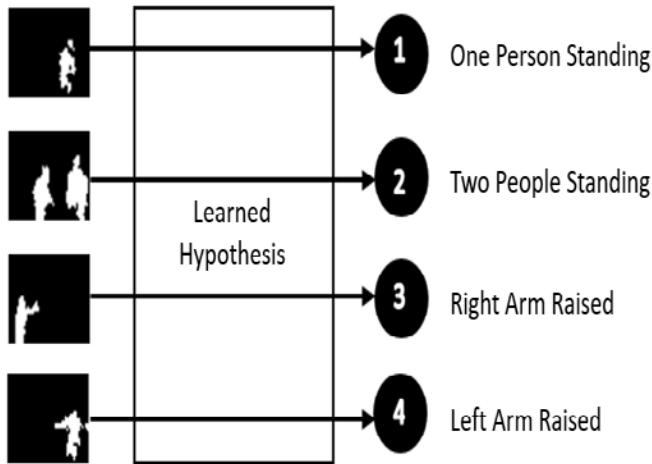 1 One Person Standing
2 Two People Standing
Learned
Hypothesis
3 Right Arm Raised
4 Left Arm Raised